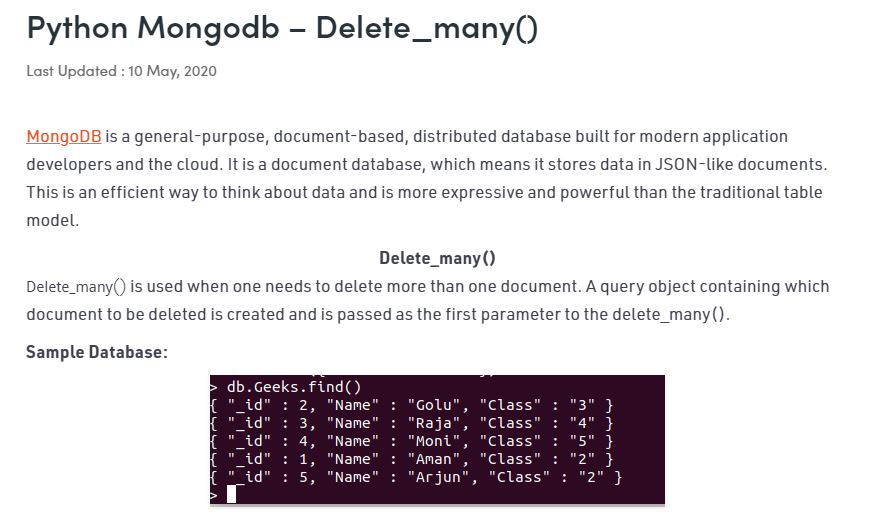 Python Mongodb – Delete_many()
Last Updated : 10 May, 2020
MongoDB is a general-purpose, document-based, distributed database built for modern application
developers and the cloud. It is a document database, which means it stores data in JSON-like documents.
This is an efficient way to think about data and is more expressive and powerful than the traditional table
model.
Delete_many()
Delete_many() is used when one needs to delete more than one document. A query object containing which
document to be deleted is created and is passed as the first parameter to the delete_many().
Sample Database:
> db.Geeks.find()
{ "_id" : 2, "Name" : "Golu", "Class" : "3" }
{ "_id" : 3, "Name" : "Raja", "Class" : "4" }
{ "_id" : 4, "Name" : "Moni", "Class" : "5" }
{ "_id" : 1, "Name" : "Aman", "Class" : "2" }
{ "_id" : 5, "Name" : "Arjun", "Class" : "2" }
>